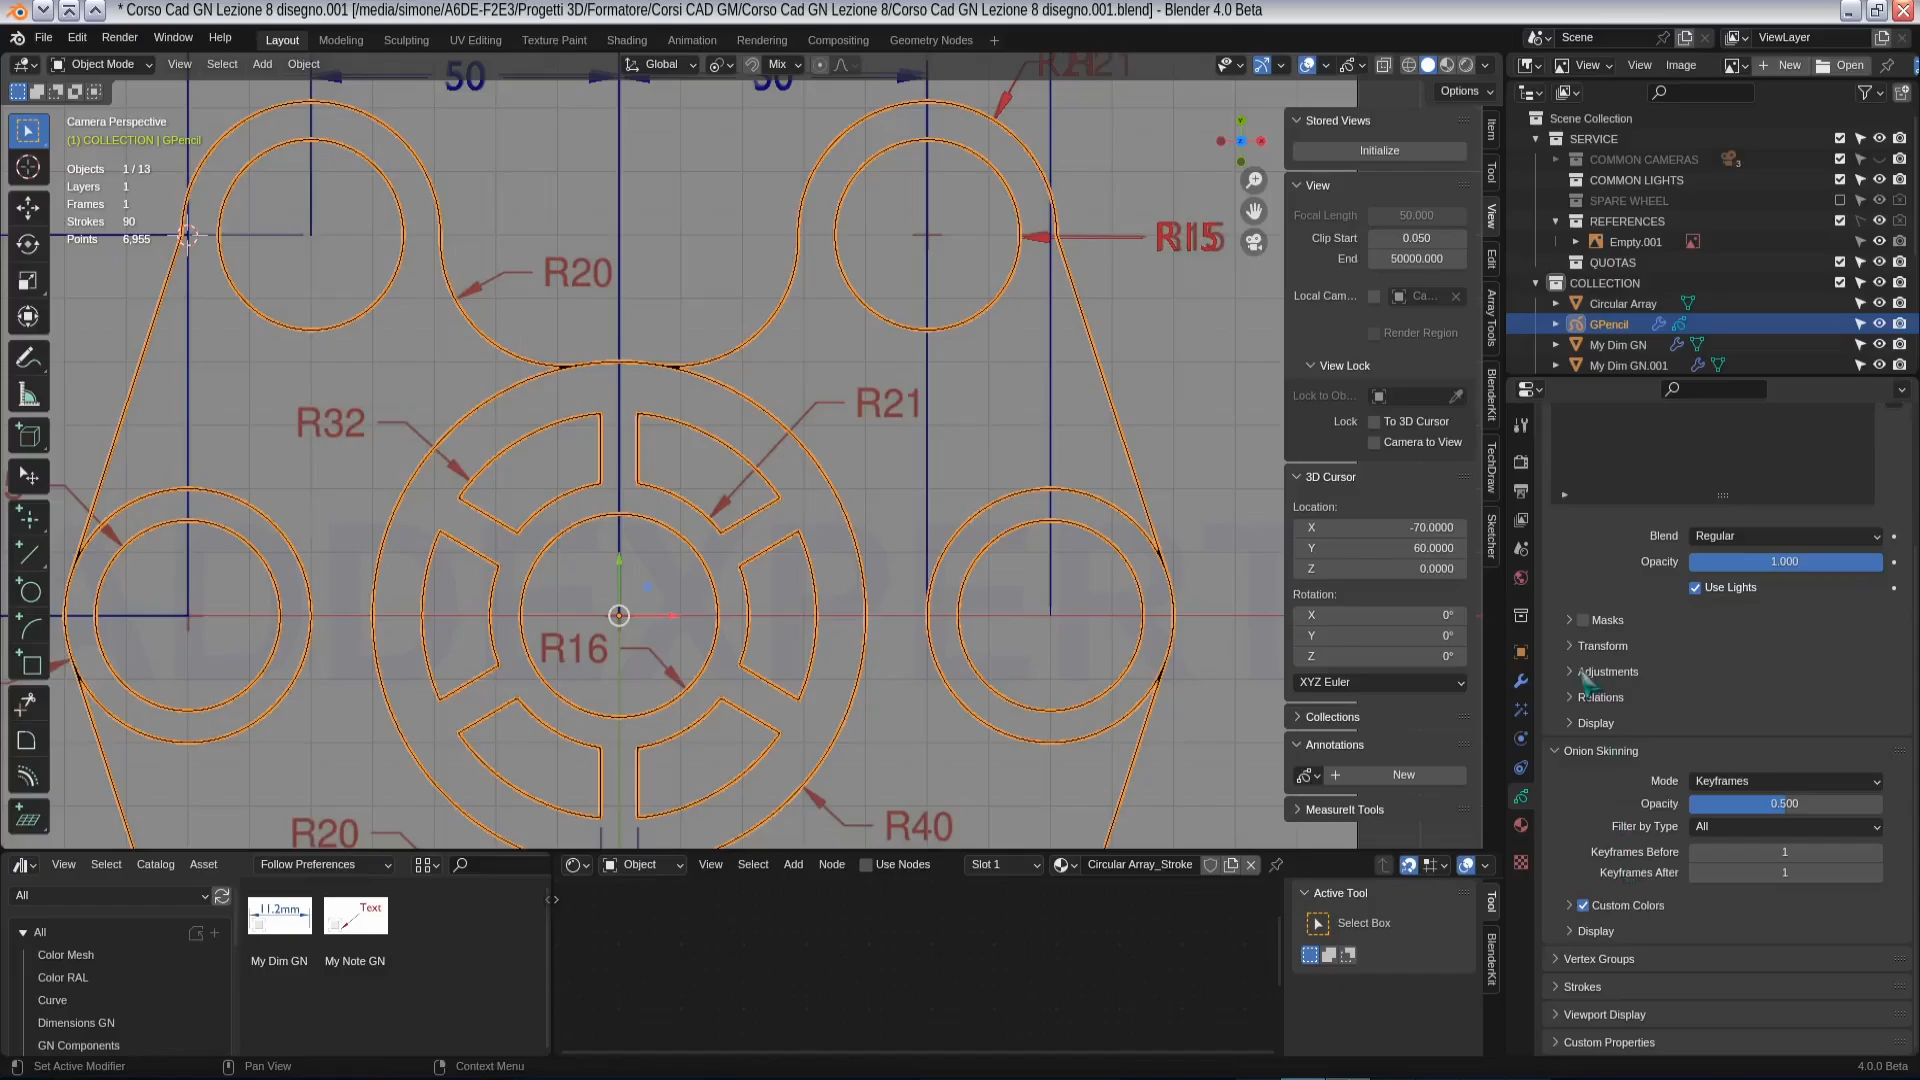 * Corso Cad GN Lezione 8 disegno.001 [/media/simone/A6DE-F2E3/Progetti 3D/Formatore/Corsi CAD GM/Corso Cad GN Lezione 8/Corso Cad GN Lezione 8 disegno.001.blend] - Blender 4.0 Beta
File Edit Render Window Help Layout Modeling Sculpting UV Editing Texture Paint Shading Animation Rendering Compositing Geometry Nodes + Scene ViewLayer
Object Mode View Select Add Object Global Mix
Options
View View Image New Open
Camera Perspective
(1) COLLECTION | GPencil
Objects 1 / 13
Layers 1
Frames 1
Strokes 90
Points 6,955
50
R20
R15
R32
R21
R16
R20
R40
Stored Views
Initialize
View
Focal Length 50.000
Clip Start 0.050
End 50000.000
Local Cam... Ca...
Render Region
View Lock
Lock to Ob...
Lock To 3D Cursor
Camera to View
3D Cursor
Location:
X -70.0000
Y 60.0000
Z 0.0000
Rotation:
X 0°
Y 0°
Z 0°
XYZ Euler
Collections
Annotations
New
MeasureIt Tools
Item
Tool
View
Edit
Array Tools
BlenderKit
TechDraw
Sketcher
Scene Collection
SERVICE
COMMON CAMERAS 3
COMMON LIGHTS
SPARE WHEEL
REFERENCES
Empty.001
QUOTAS
COLLECTION
Circular Array
GPencil
My Dim GN
My Dim GN.001
Blend Regular
Opacity 1.000
Use Lights
Masks
Transform
Adjustments
Relations
Display
Onion Skinning
Mode Keyframes
Opacity 0.500
Filter by Type All
Keyframes Before 1
Keyframes After 1
Custom Colors
Display
Vertex Groups
Strokes
Viewport Display
Custom Properties
View Select Catalog Asset Follow Preferences
All
All
Color Mesh
Color RAL
Curve
Dimensions GN
GN Components
11.2mm
Text
My Dim GN My Note GN
Object View Select Add Node Use Nodes Slot 1 Circular Array_Stroke
Active Tool
Select Box
Tool
BlenderKit
Set Active Modifier Pan View Context Menu 4.0.0 Beta